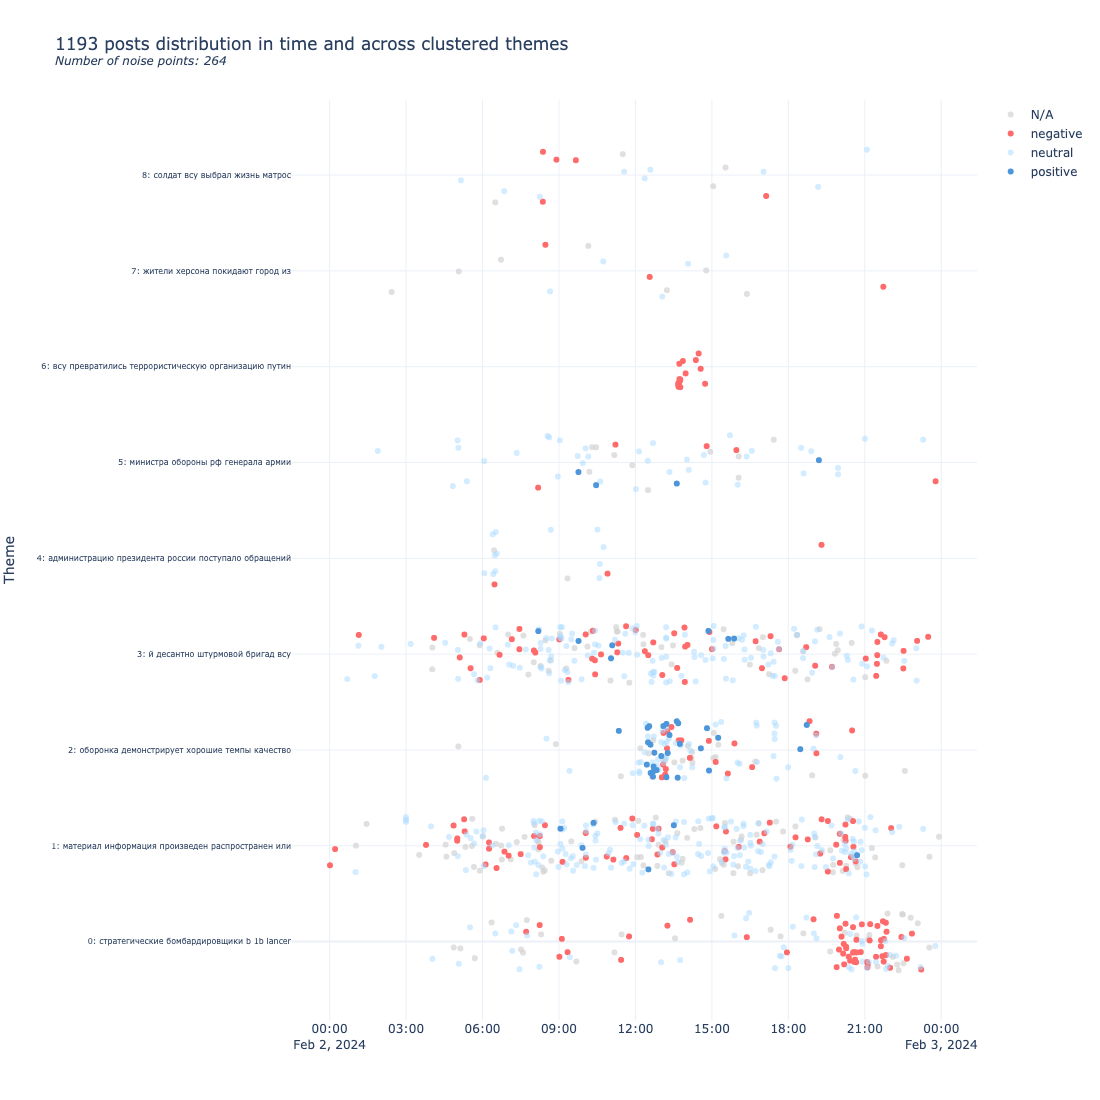 1193 posts distribution in time and across clustered themes
Number of noise points: 264
N/A
negative
neutral
positive
8: солдат всу выбрал жизнь матрос
7: жители херсона покидают город из
6: всу превратились террористическую организацию путин
5: министра обороны рф генерала армии
4: администрацию президента россии поступало обращений
3: й десантно штурмовой бригад всу
2: оборонка демонстрирует хорошие темпы качество
1: материал информация произведен распространен или
0: стратегические бомбардировщики b 1b lancer
Theme
00:00 03:00 06:00 09:00 12:00 15:00 18:00 21:00 00:00
Feb 2, 2024 Feb 3, 2024